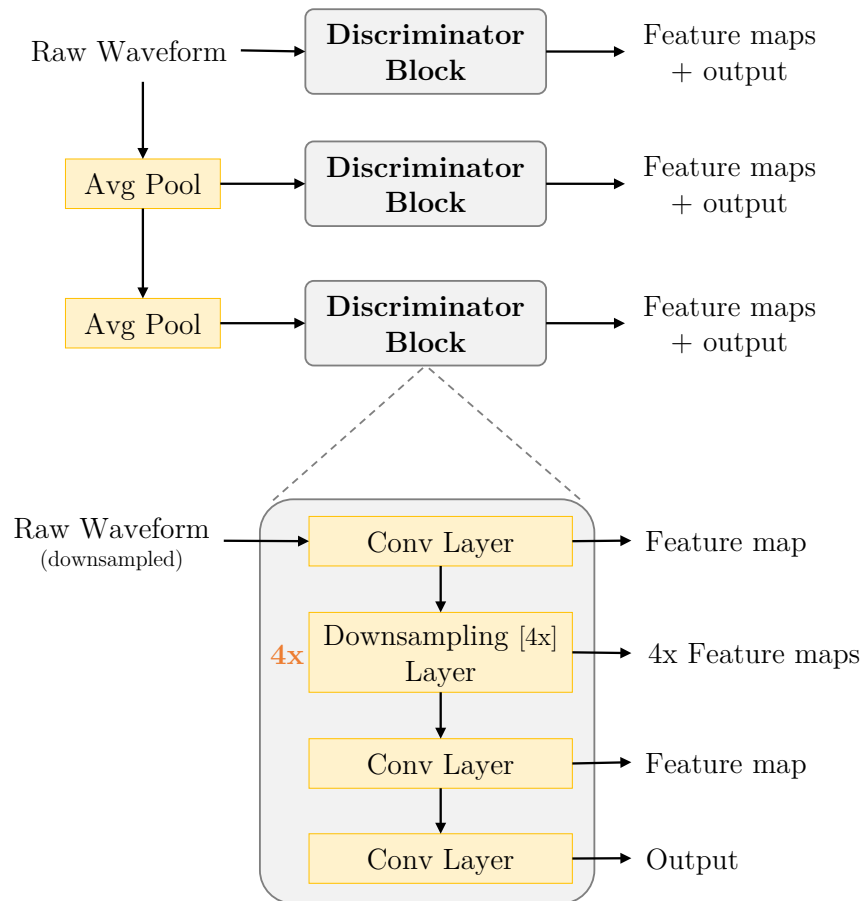 Raw Waveform
Discriminator
Block
Feature maps
+ output
Avg Pool
Discriminator
Block
Feature maps
+ output
Avg Pool
Discriminator
Block
Feature maps
+ output
Raw Waveform
(downsampled)
Conv Layer
Feature map
4x
Downsampling [4x]
Layer
4x Feature maps
Conv Layer
Feature map
Conv Layer
Output